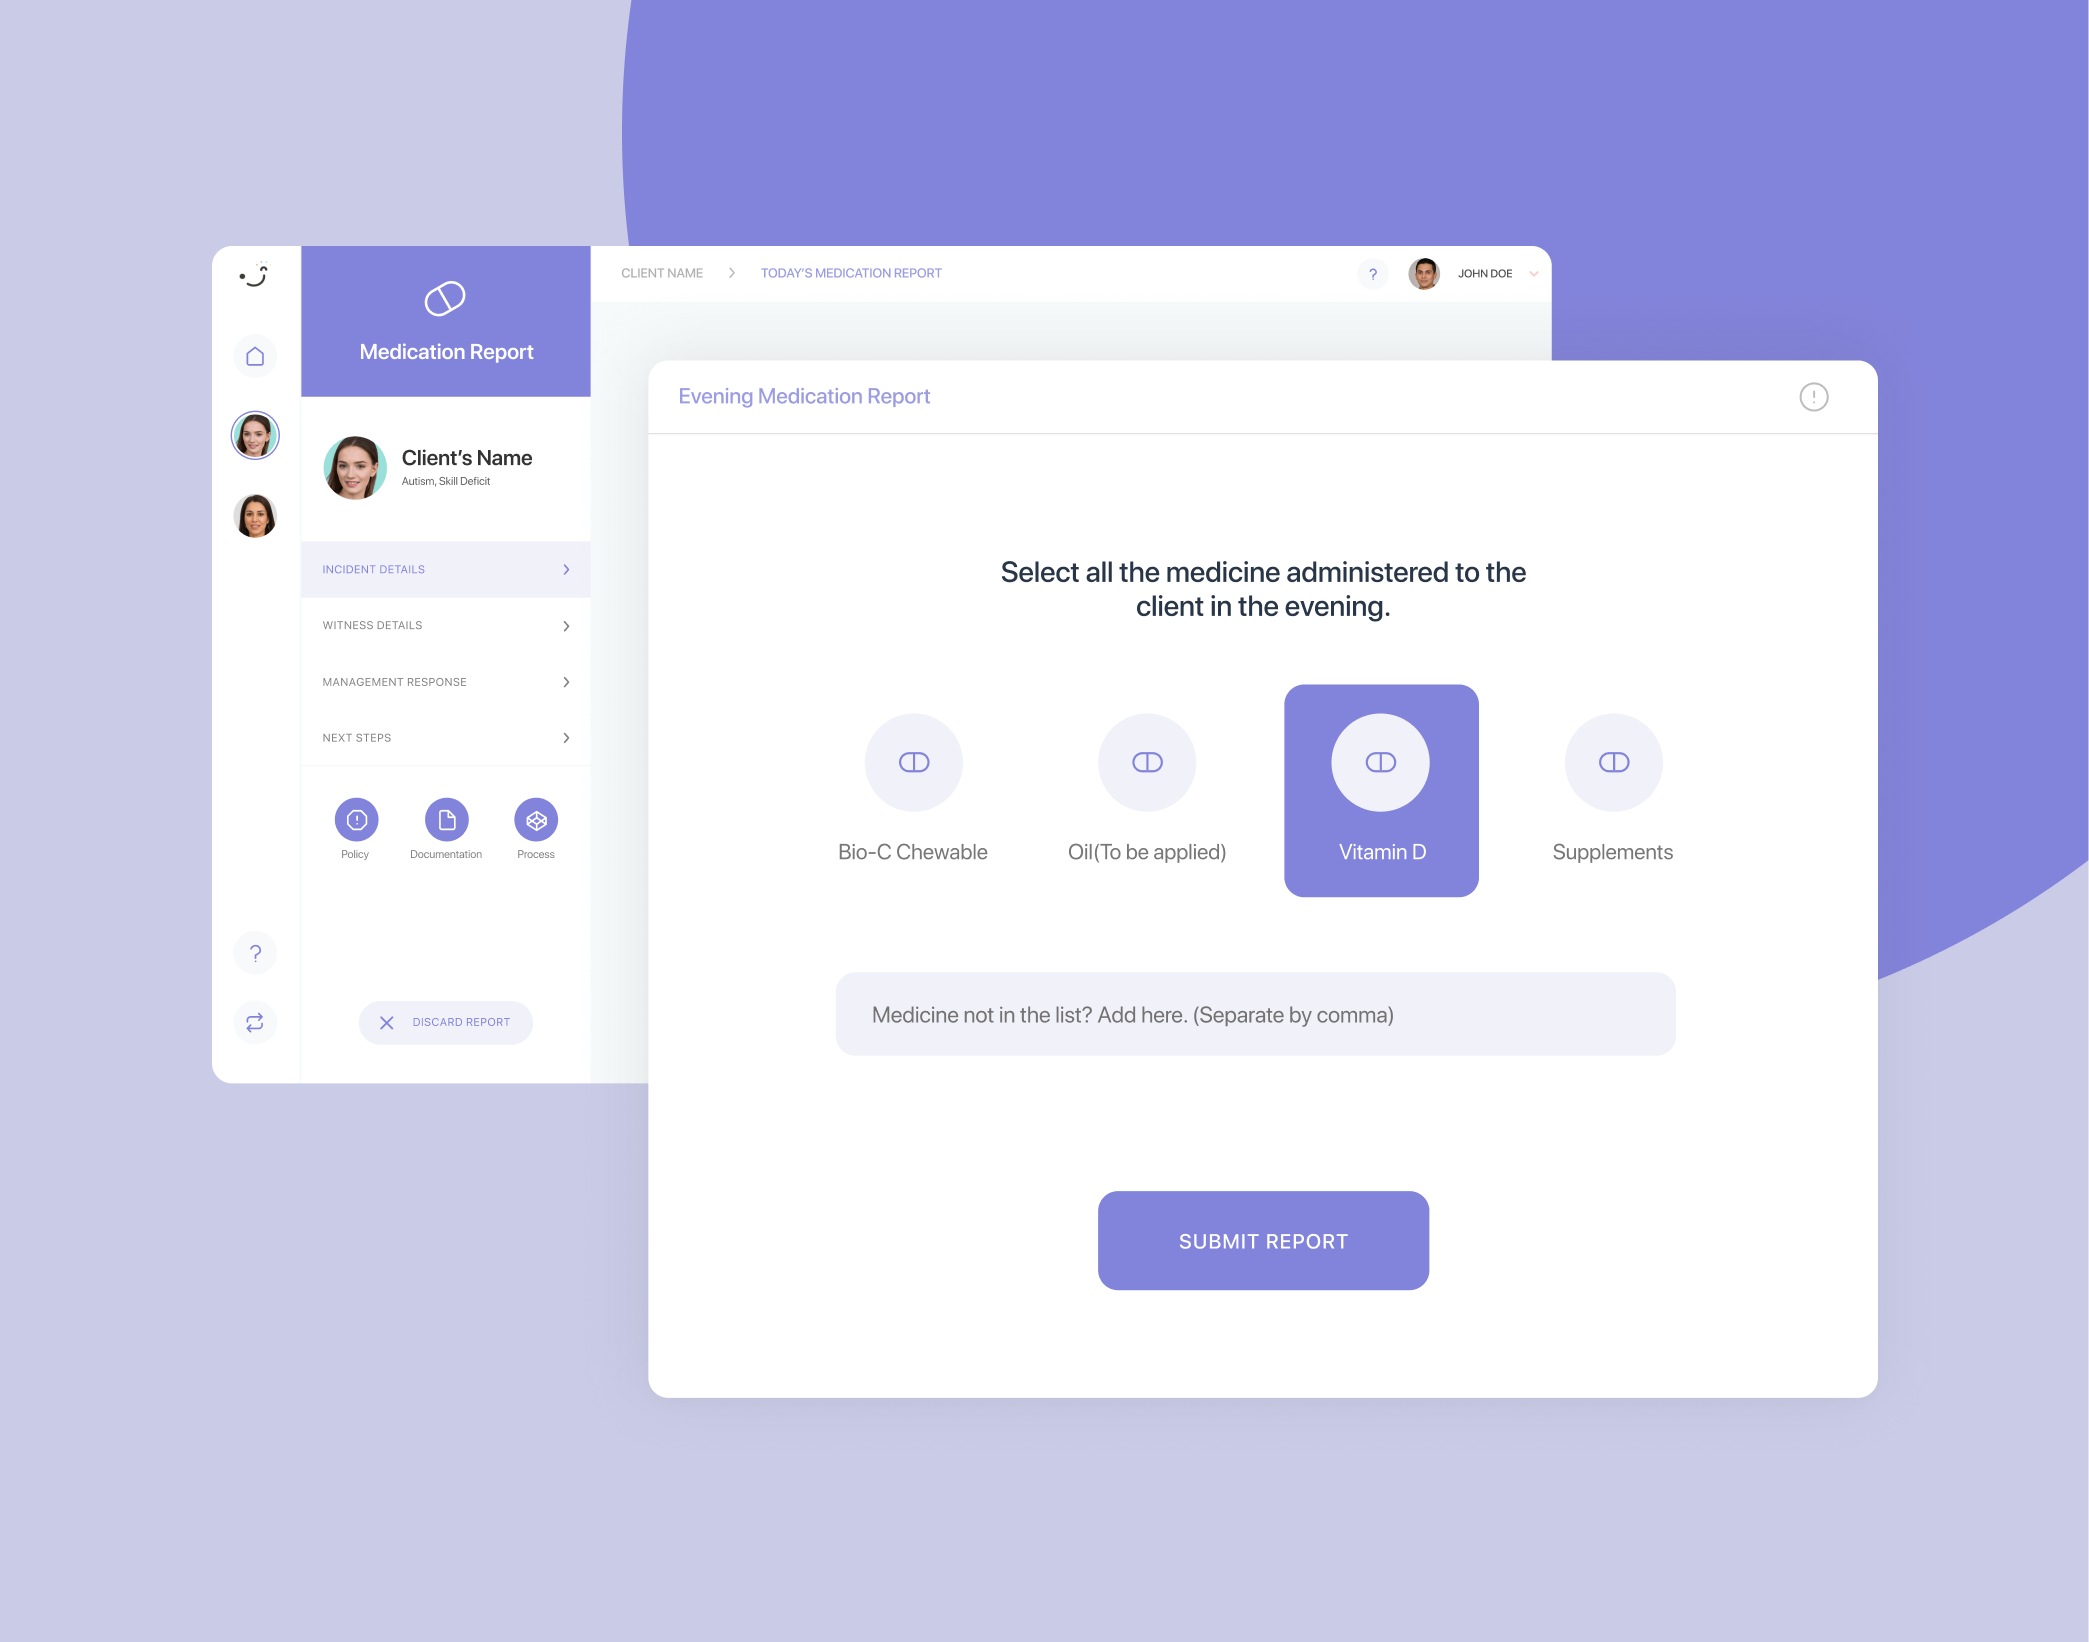 CLIENT NAME
TODAY'S MEDICATION REPORT
?
JOHN DOE
Medication Report
Client's Name
Autism, Skill Deficit
INCIDENT DETAILS
WITNESS DETAILS
MANAGEMENT RESPONSE
NEXT STEPS
Policy
Documentation
Process
?
DISCARD REPORT
Evening Medication Report
Select all the medicine administered to the
client in the evening.
Bio-C Chewable
Oil(To be applied)
Vitamin D
Supplements
Medicine not in the list? Add here. (Separate by comma)
SUBMIT REPORT